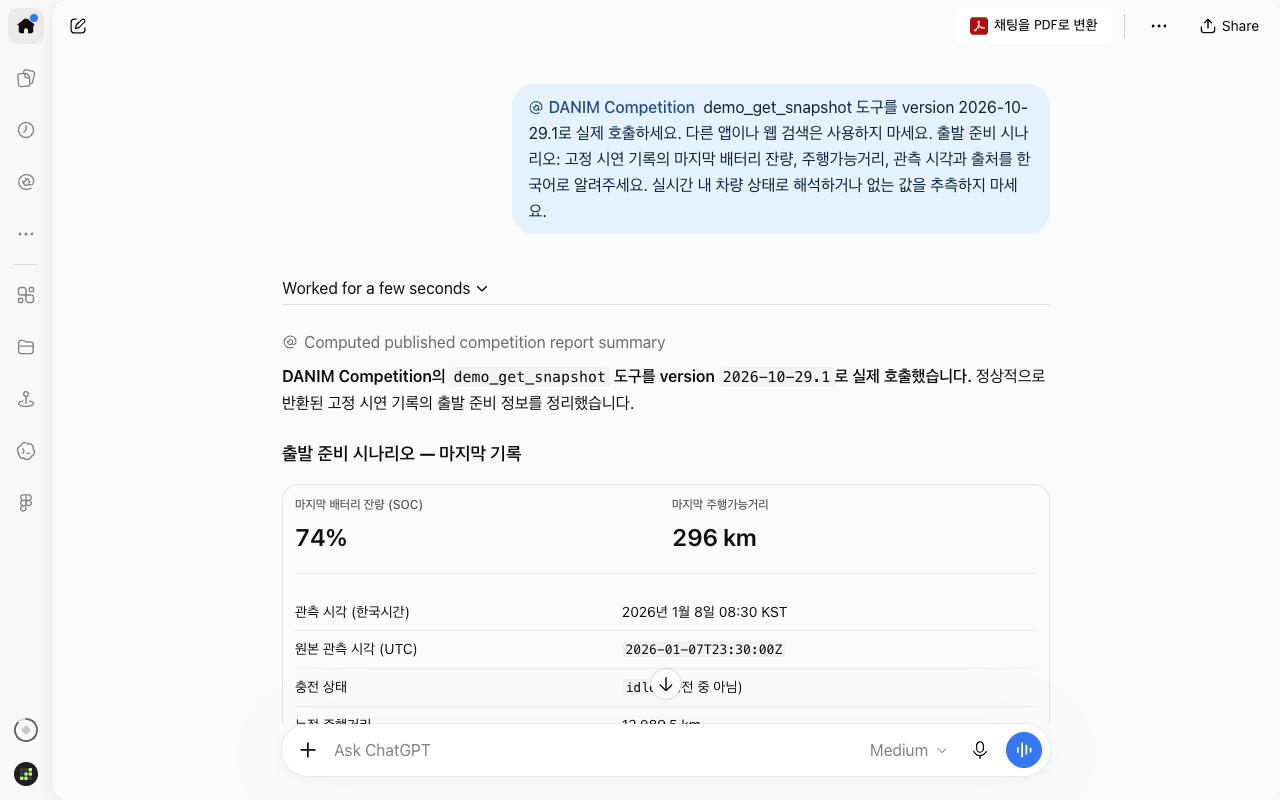 채팅을 PDF로 변환
Share
DANIM Competition demo_get_snapshot 도구를 version 2026-10-
29.1로 실제 호출하세요. 다른 앱이나 웹 검색은 사용하지 마세요. 출발 준비 시나
리오: 고정 시연 기록의 마지막 배터리 잔량, 주행가능거리, 관측 시각과 출처를 한
국어로 알려주세요. 실시간 내 차량 상태로 해석하거나 없는 값을 추측하지 마세
요.
Worked for a few seconds
Computed published competition report summary
DANIM Competition의 demo_get_snapshot 도구를 version 2026-10-29.1로 실제 호출했습니다. 정상적으로
반환된 고정 시연 기록의 출발 준비 정보를 정리했습니다.
출발 준비 시나리오 — 마지막 기록
마지막 배터리 잔량 (SOC)
74%
마지막 주행가능거리
296 km
관측 시각 (한국시간) 2026년 1월 8일 08:30 KST
원본 관측 시각 (UTC) 2026-01-07T23:30:00Z
충전 상태 중 아님)
Ask ChatGPT
Medium